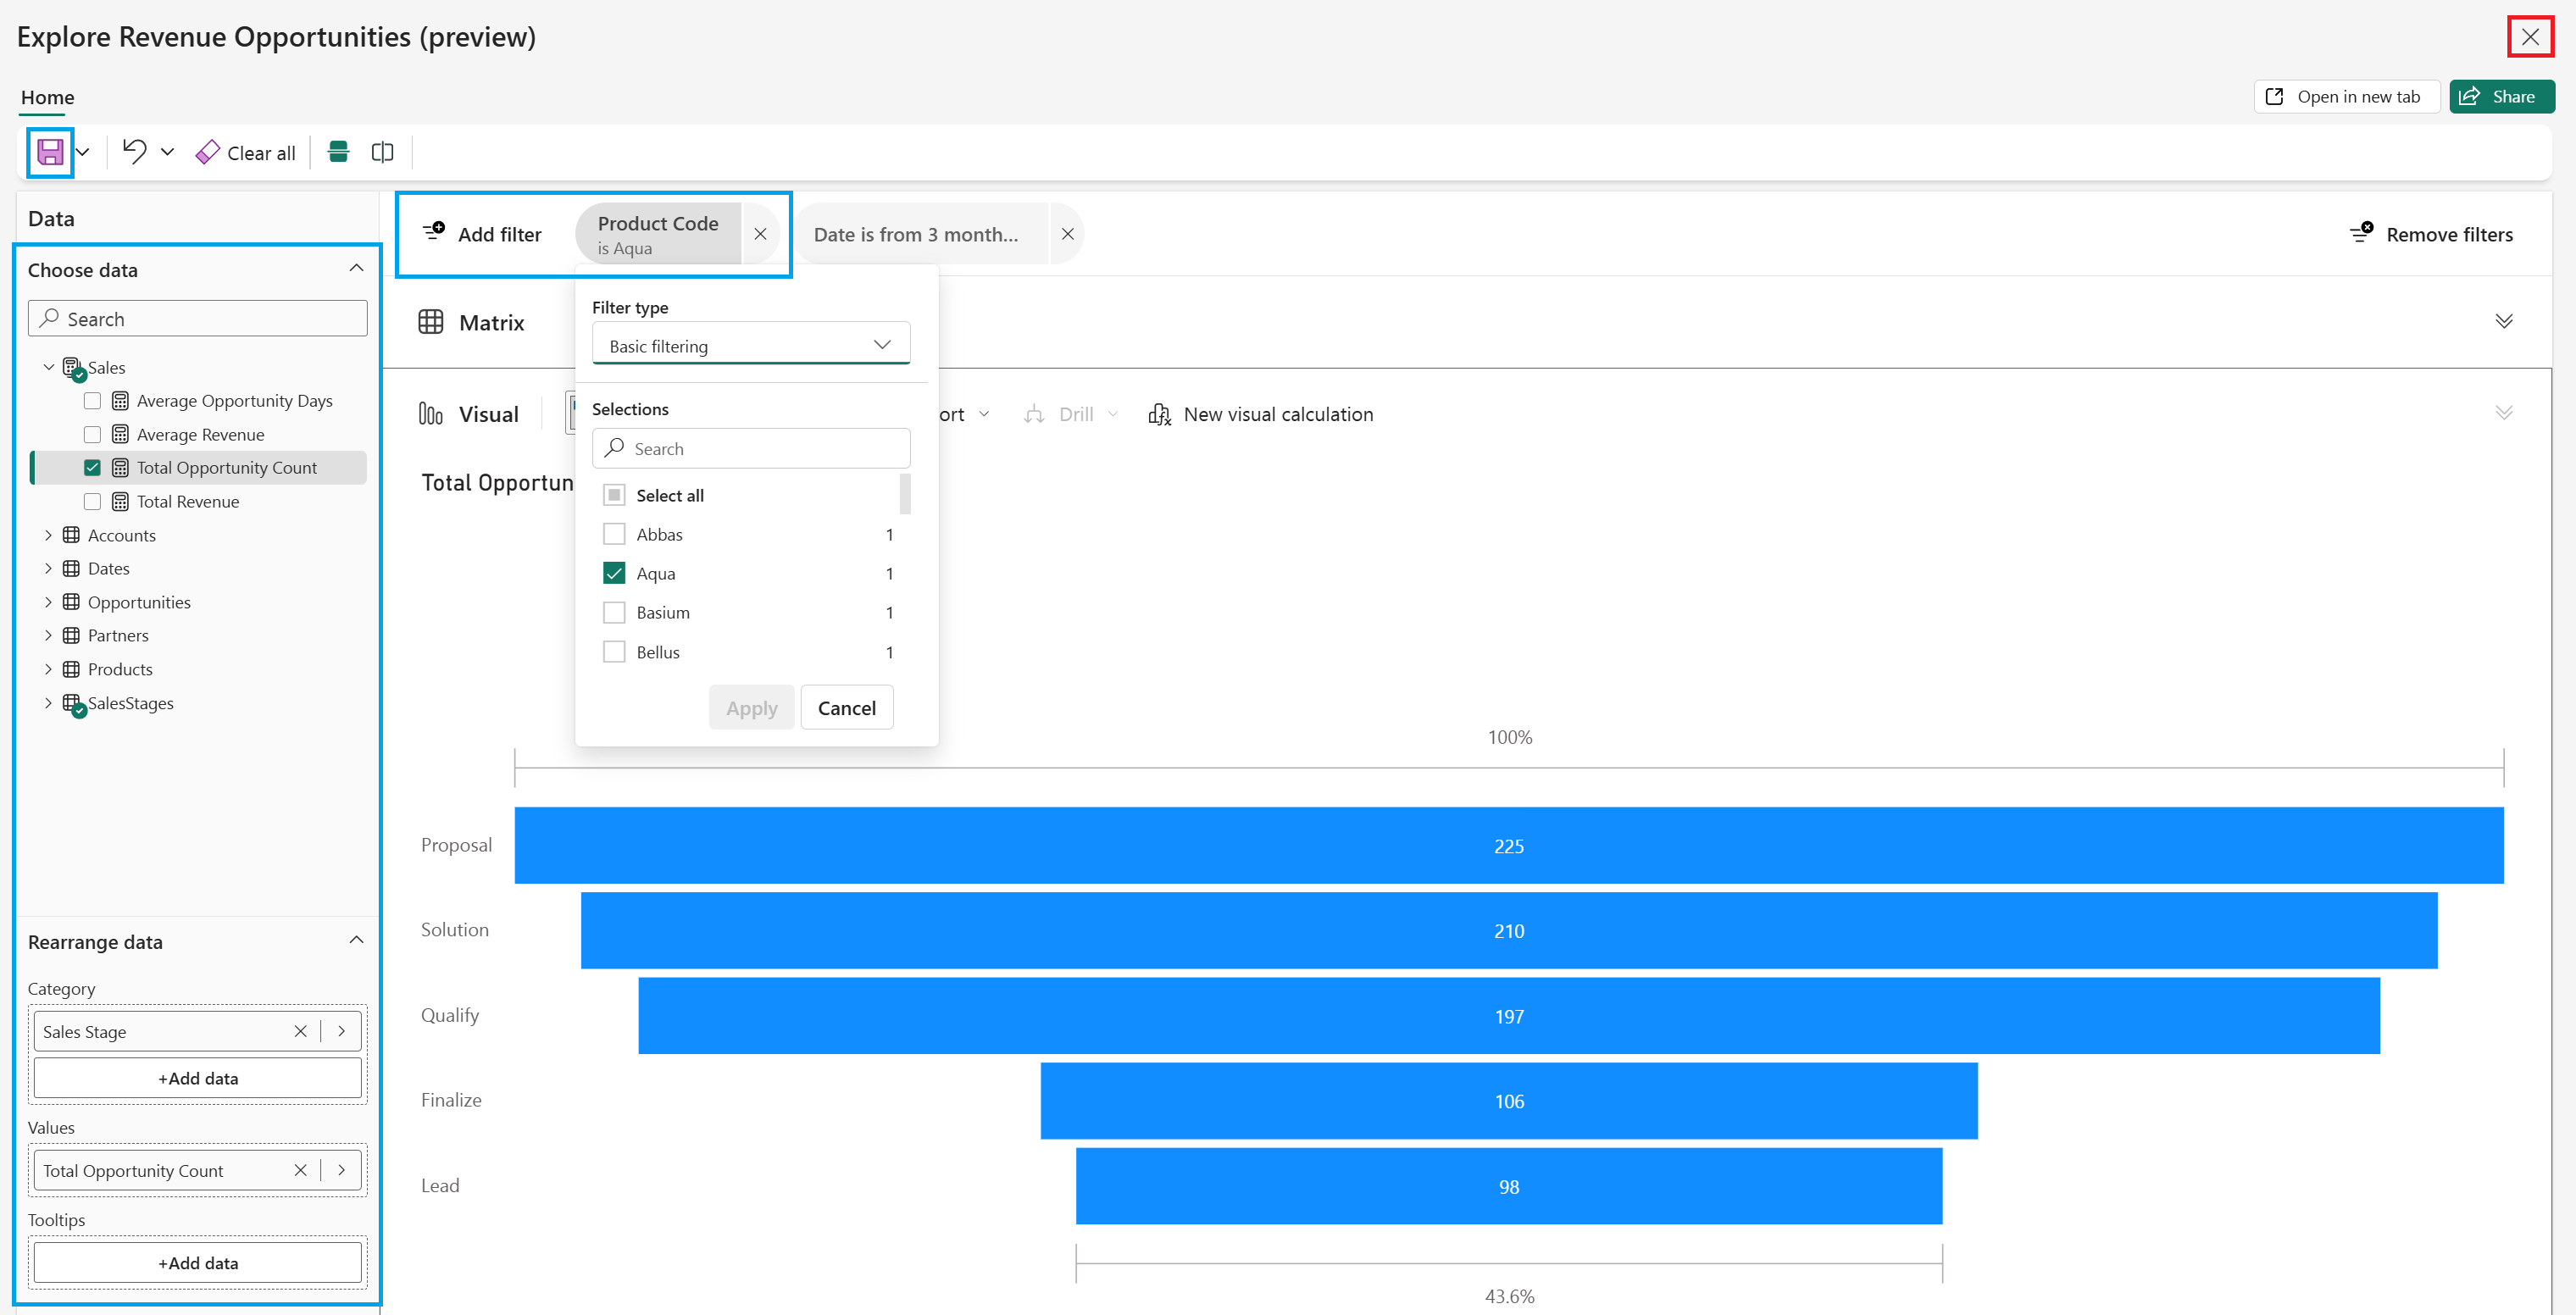 Explore Revenue Opportunities (preview)
Home
Open in new tab
Share
Clear all
Data
Choose data
Search
Sales
Average Opportunity Days
Average Revenue
Total Opportunity Count
Total Revenue
Accounts
Dates
Opportunities
Partners
Products
SalesStages
Rearrange data
Category
Sales Stage
+Add data
Values
Total Opportunity Count
Tooltips
+Add data
Add filter
Product Code
is Aqua
Date is from 3 month...
Remove filters
Matrix
Filter type
Basic filtering
Selections
Search
Select all
Abbas 1
Aqua 1
Basium 1
Bellus 1
Apply Cancel
Visual
ort
Drill
New visual calculation
Total Opportun
100%
Proposal 225
Solution 210
Qualify 197
Finalize 106
Lead 98
43.6%